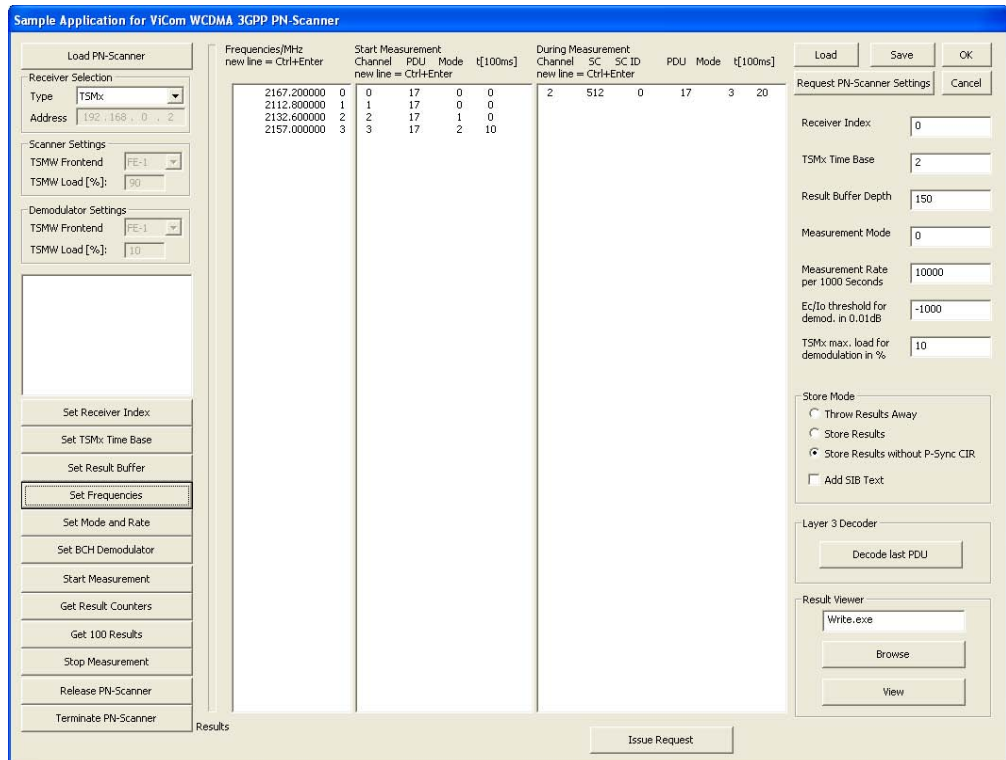 Sample Application for ViCom WCDMA 3GPP PN-Scanner
Load PN-Scanner
Receiver Selection
Type TSMx
Address 192 . 168 . 0 . 2
Scanner Settings
TSMW Frontend FE-1
TSMW Load [%]: 90
Demodulator Settings
TSMW Frontend FE-1
TSMW Load [%]: 10
Set Receiver Index
Set TSMx Time Base
Set Result Buffer
Set Frequencies
Set Mode and Rate
Set BCH Demodulator
Start Measurement
Get Result Counters
Get 100 Results
Stop Measurement
Release PN-Scanner
Terminate PN-Scanner
Results
Frequencies/MHz
new line = Ctrl+Enter
2167.200000 0
2112.800000 1
2132.600000 2
2157.000000 3
Start Measurement
Channel PDU Mode t[100ms]
new line = Ctrl+Enter
0 17 0 0
1 17 0 0
2 17 1 0
3 17 2 10
During Measurement
Channel SC SC ID PDU Mode t[100ms]
new line = Ctrl+Enter
2 512 0 17 3 20
Issue Request
Load Save OK
Request PN-Scanner Settings Cancel
Receiver Index 0
TSMx Time Base 2
Result Buffer Depth 150
Measurement Mode 0
Measurement Rate
per 1000 Seconds
10000
Ec/Io threshold for
demod. in 0.01dB
-1000
TSMx max. load for
demodulation in %
10
Store Mode
Throw Results Away
Store Results
Store Results without P-Sync CIR
Add SIB Text
Layer 3 Decoder
Decode last PDU
Result Viewer
Write.exe
Browse
View